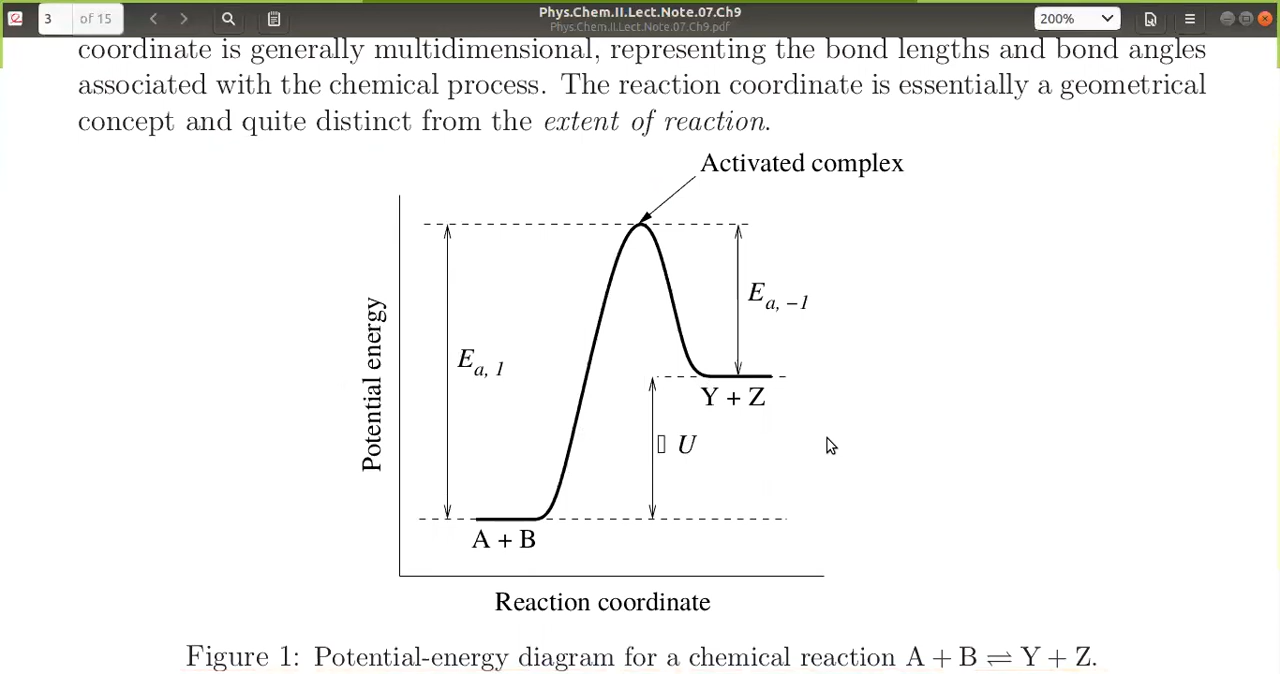 3 of 15
Phys.Chem.II.Lect.Note.07.Ch9
Phys.Chem.II.Lect.Note.07.Ch9.pdf
200%
coordinate is generally multidimensional, representing the bond lengths and bond angles
associated with the chemical process. The reaction coordinate is essentially a geometrical
concept and quite distinct from the extent of reaction.
Activated complex
Potential energy
E a, 1
E a, −1
Y + Z
U
A + B
Reaction coordinate
Figure 1: Potential-energy diagram for a chemical reaction A + B ⇌ Y + Z.